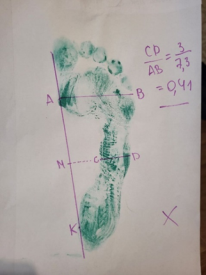 CD/AB = 3/7,3
= 0,41
A
B
M
C
D
K
X